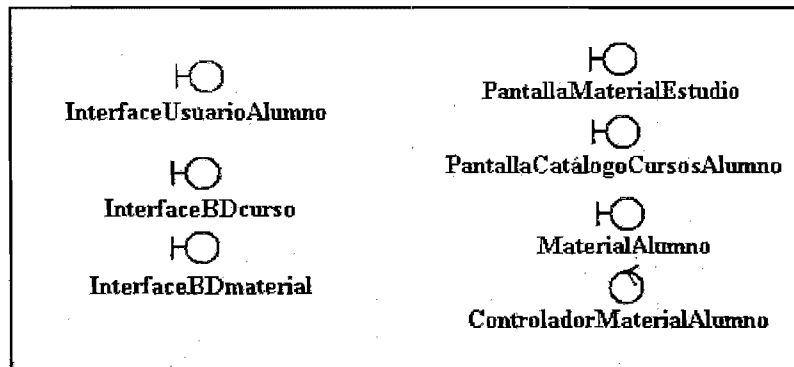 InterfaceUsuarioAlumno
InterfaceBDcurso
InterfaceBDmaterial
PantallaMaterialEstudio
PantallaCatálogoCursosAlumno
MaterialAlumno
ControladorMaterialAlumno